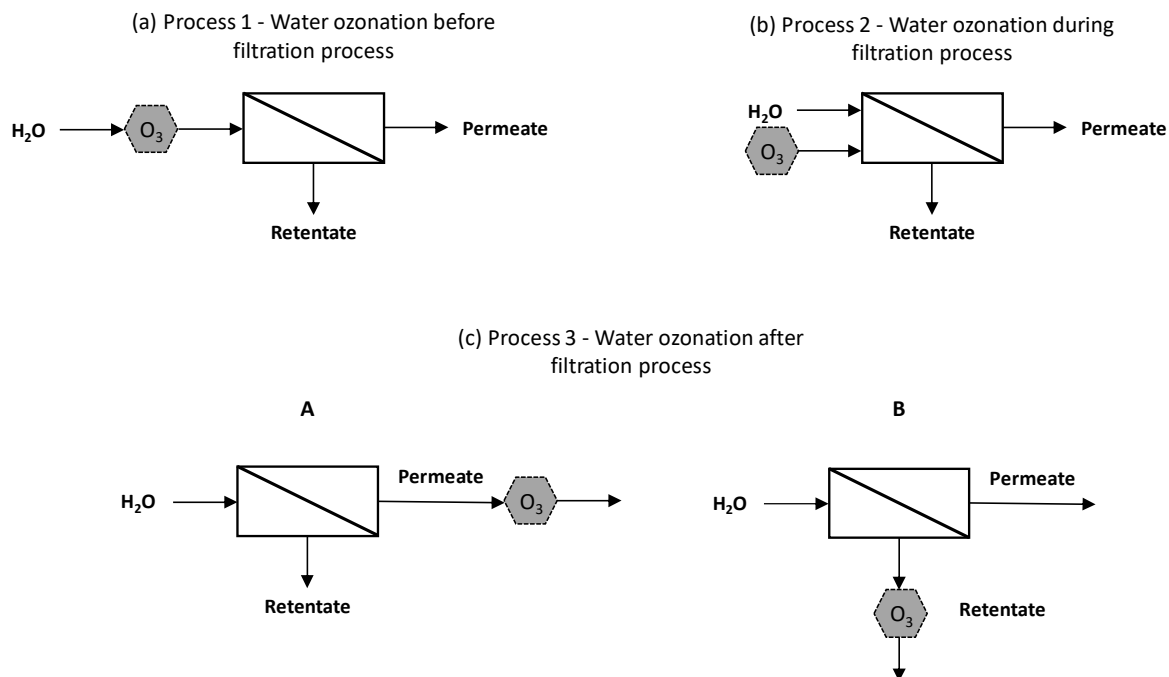 (a) Process 1 - Water ozonation before
filtration process
H₂O
O₃
Permeate
Retentate
(b) Process 2 - Water ozonation during
filtration process
H₂O
O₃
Permeate
Retentate
(c) Process 3 - Water ozonation after
filtration process
A
H₂O
Permeate
O₃
Retentate
B
H₂O
Permeate
O₃
Retentate